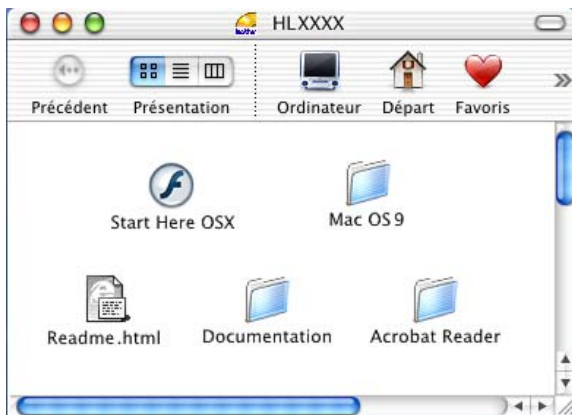 HLXXXX
Précédent Présentation Ordinateur Départ Favoris
Start Here OSX
Mac OS 9
Readme.html
Documentation
Acrobat Reader